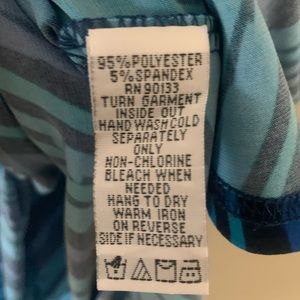 95% POLYESTER
5% SPANDEX
RN 90133
TURN GARMENT
INSIDE OUT
HAND WASH COLD
SEPARATELY
ONLY
NON-CHLORINE
BLEACH WHEN
NEEDED
HANG TO DRY
WARM IRON
ON REVERSE
SIDE IF NECESSARY